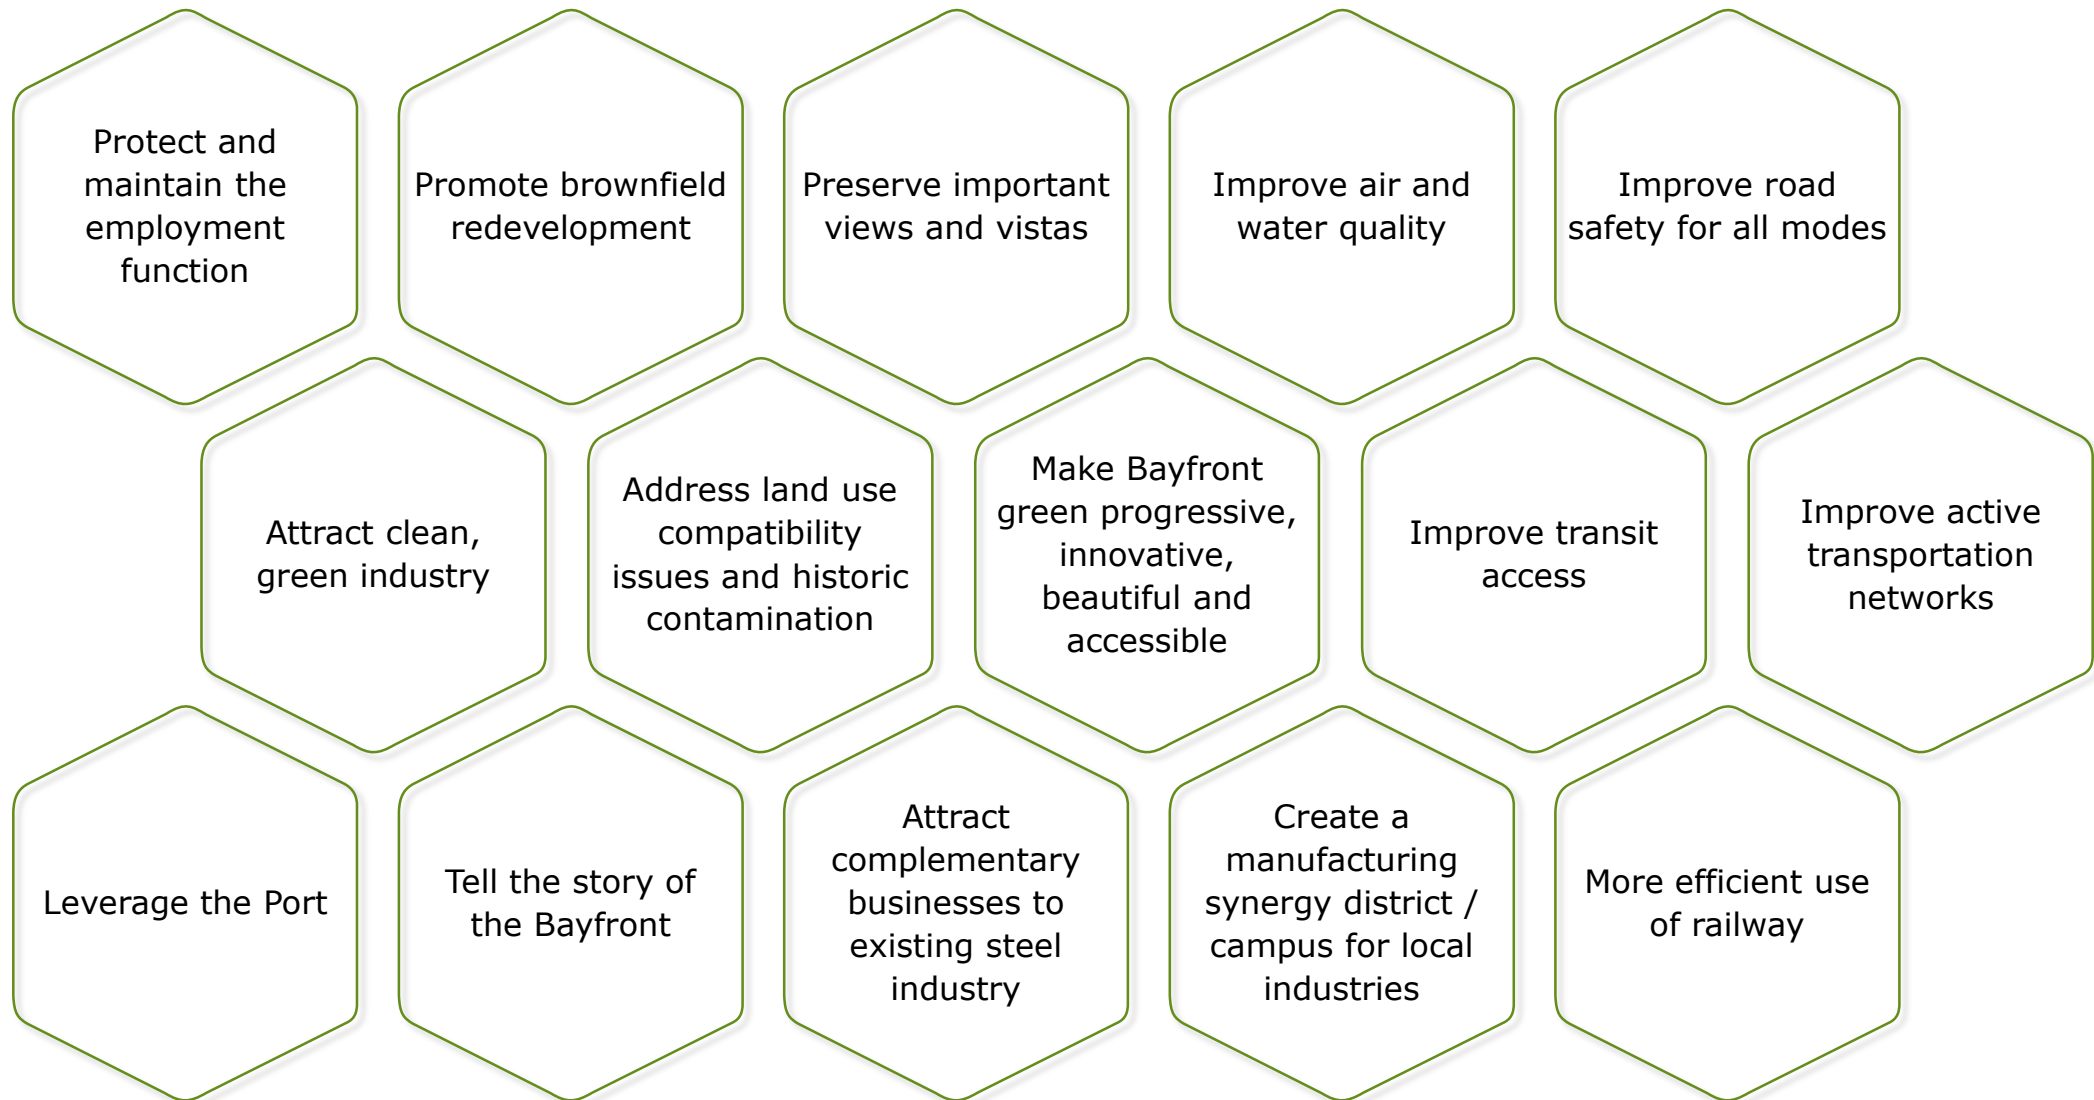 Protect and
maintain the
employment
function
Promote brownfield
redevelopment
Preserve important
views and vistas
Improve air and
water quality
Improve road
safety for all modes
Attract clean,
green industry
Address land use
compatibility
issues and historic
contamination
Make Bayfront
green progressive,
innovative,
beautiful and
accessible
Improve transit
access
Improve active
transportation
networks
Leverage the Port
Tell the story of
the Bayfront
Attract
complementary
businesses to
existing steel
industry
Create a
manufacturing
synergy district /
campus for local
industries
More efficient use
of railway